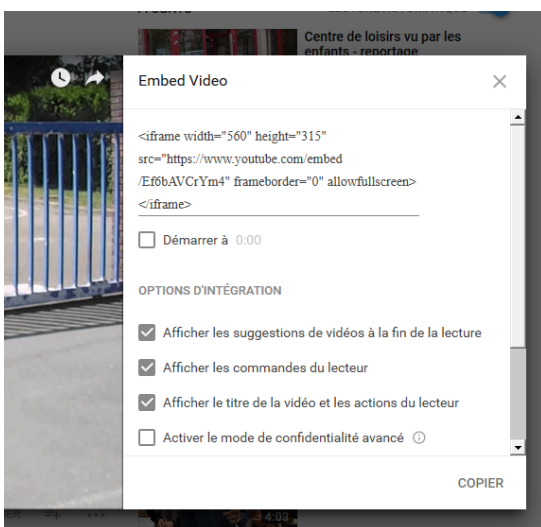 Centre de loisirs vu par les
enfants - reportage
Embed Video
<iframe width="560" height="315"
src="https://www.youtube.com/embed
/Ef6bAVCrYm4" frameborder="0" allowfullscreen>
</iframe>
Démarrer à 0:00
OPTIONS D'INTÉGRATION
Afficher les suggestions de vidéos à la fin de la lecture
Afficher les commandes du lecteur
Afficher le titre de la vidéo et les actions du lecteur
Activer le mode de confidentialité avancé
COPIER
4:03